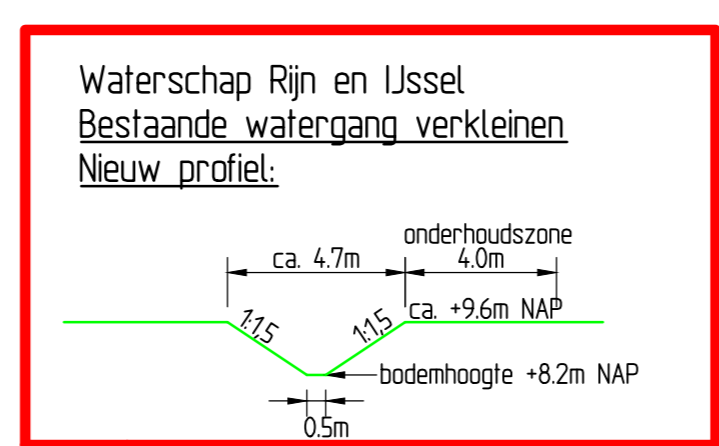 Waterschap Rijn en IJssel
Bestaande watergang verkleinen
Nieuw profiel:
onderhoudszone
ca. 4.7m
4.0m
1:1,5
1:1,5
ca. +9.6m NAP
bodemhoogte +8.2m NAP
0.5m